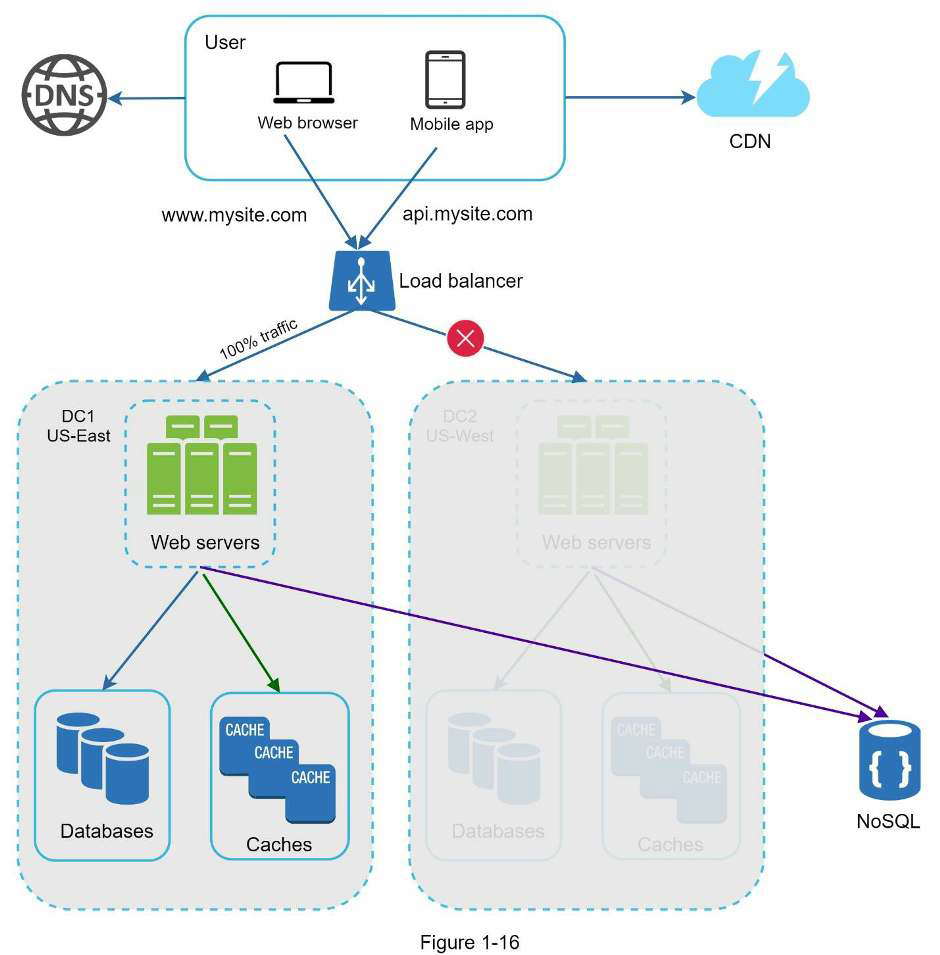 User
DNS
Web browser
Mobile app
CDN
www.mysite.com
api.mysite.com
Load balancer
100% traffic
DC1
US-East
DC2
US-West
Web servers
Web servers
CACHE
CACHE
CACHE
CACHE
CACHE
CACHE
Databases
Caches
Databases
Caches
{ }
NoSQL
Figure 1-16